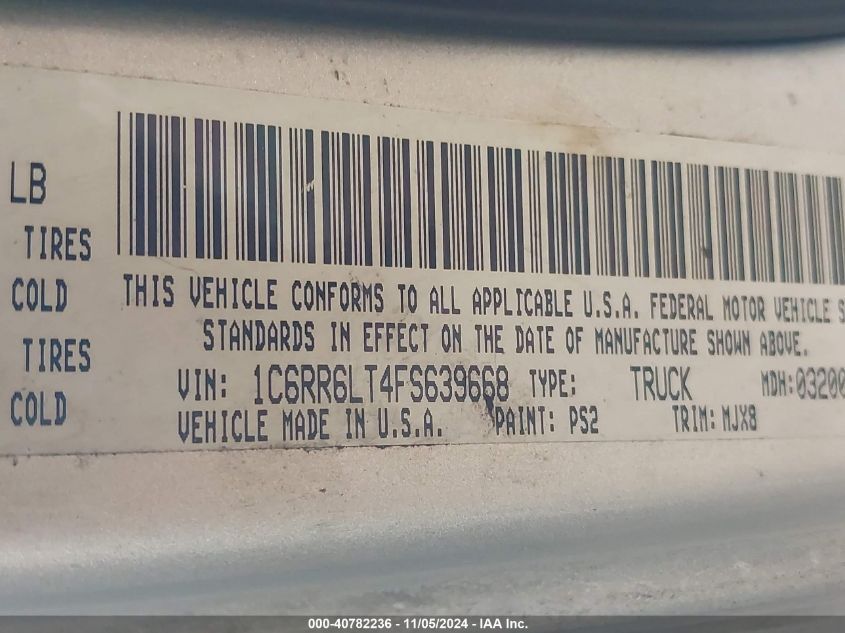 LB
TIRES
COLD
TIRES
COLD
THIS VEHICLE CONFORMS TO ALL APPLICABLE U.S.A. FEDERAL MOTOR VEHICLE S
STANDARDS IN EFFECT ON THE DATE OF MANUFACTURE SHOWN ABOVE.
VIN: 1C6RR6LT4FS639668 TYPE: TRUCK MDH:03200
VEHICLE MADE IN U.S.A. PAINT: PS2 TRIM: MJX8
000-40782236 - 11/05/2024 - IAA Inc.